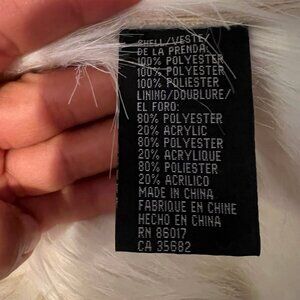 SHELL/VESTE/
DE LA PRENDA:
100% POLYESTER
100% POLYESTER
100% POLIESTER
LINING/DOUBLURE/
EL FORO:
80% POLYESTER
20% ACRYLIC
80% POLYESTER
20% ACRYLIQUE
80% POLIESTER
20% ACRILICO
MADE IN CHINA
FABRIQUE EN CHINE
HECHO EN CHINA
RN 86017
CA 35682